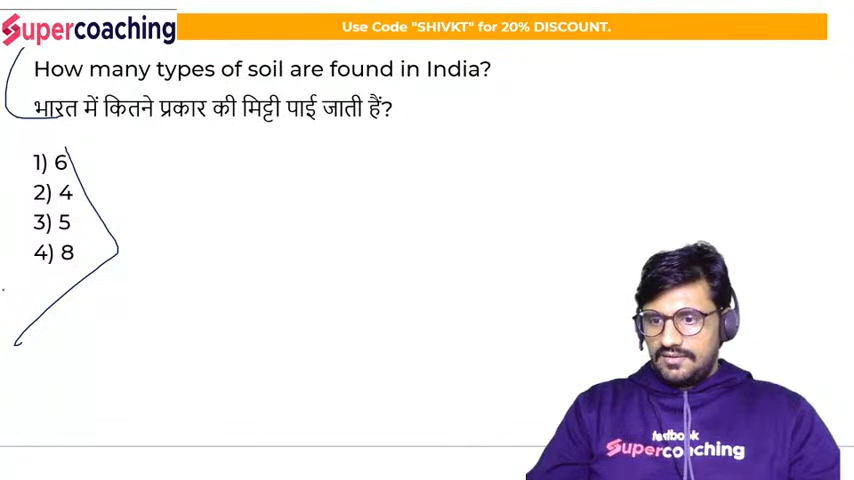 Supercoaching
Use Code "SHIVKT" for 20% DISCOUNT.
How many types of soil are found in India?
भारत में कितने प्रकार की मिट्टी पाई जाती हैं?
1) 6
2) 4
3) 5
4) 8
testbook
Supercoaching